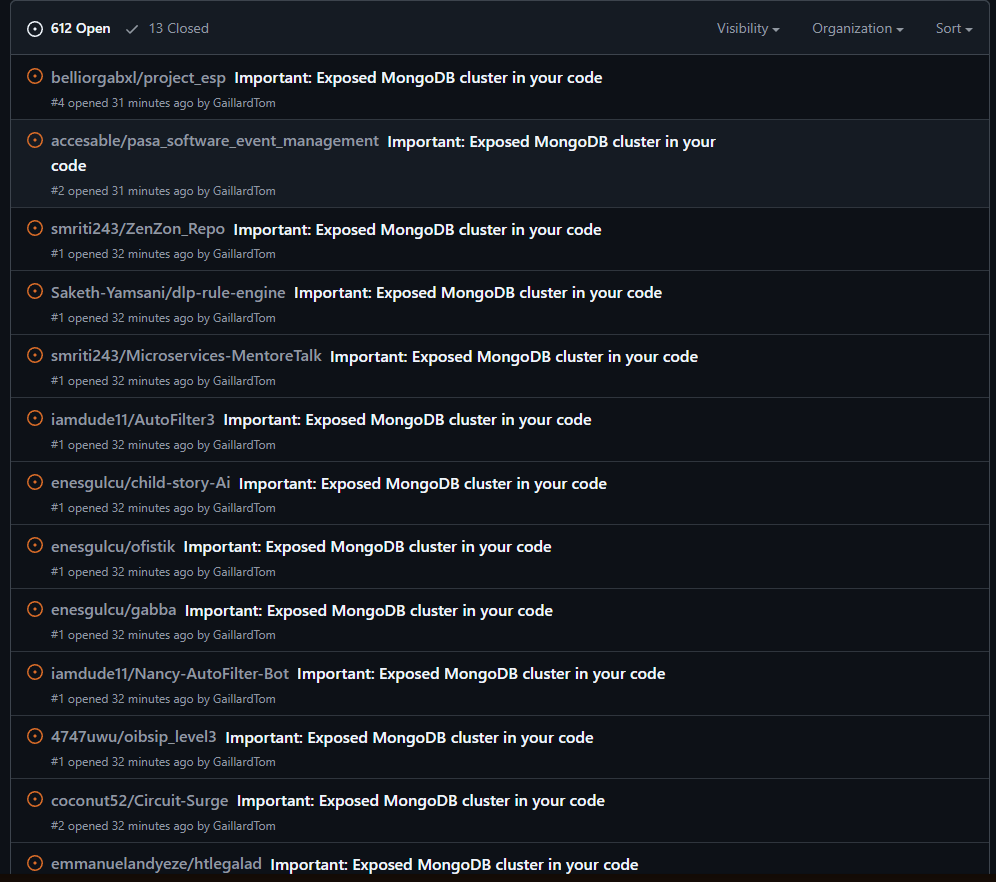 612 Open 13 Closed Visibility Organization Sort
belliorgabxl/project_esp Important: Exposed MongoDB cluster in your code
#4 opened 31 minutes ago by GaillardTom
accesable/pasa_software_event_management Important: Exposed MongoDB cluster in your
code
#2 opened 31 minutes ago by GaillardTom
smriti243/ZenZon_Repo Important: Exposed MongoDB cluster in your code
#1 opened 32 minutes ago by GaillardTom
Saketh-Yamsani/dlp-rule-engine Important: Exposed MongoDB cluster in your code
#1 opened 32 minutes ago by GaillardTom
smriti243/Microservices-MentoreTalk Important: Exposed MongoDB cluster in your code
#1 opened 32 minutes ago by GaillardTom
iamdude11/AutoFilter3 Important: Exposed MongoDB cluster in your code
#1 opened 32 minutes ago by GaillardTom
enesgulcu/child-story-Ai Important: Exposed MongoDB cluster in your code
#1 opened 32 minutes ago by GaillardTom
enesgulcu/ofistik Important: Exposed MongoDB cluster in your code
#1 opened 32 minutes ago by GaillardTom
enesgulcu/gabba Important: Exposed MongoDB cluster in your code
#1 opened 32 minutes ago by GaillardTom
iamdude11/Nancy-AutoFilter-Bot Important: Exposed MongoDB cluster in your code
#1 opened 32 minutes ago by GaillardTom
4747uwu/oibsip_level3 Important: Exposed MongoDB cluster in your code
#1 opened 32 minutes ago by GaillardTom
coconut52/Circuit-Surge Important: Exposed MongoDB cluster in your code
#2 opened 32 minutes ago by GaillardTom
emmanuelandyeze/htlegalad Important: Exposed MongoDB cluster in your code